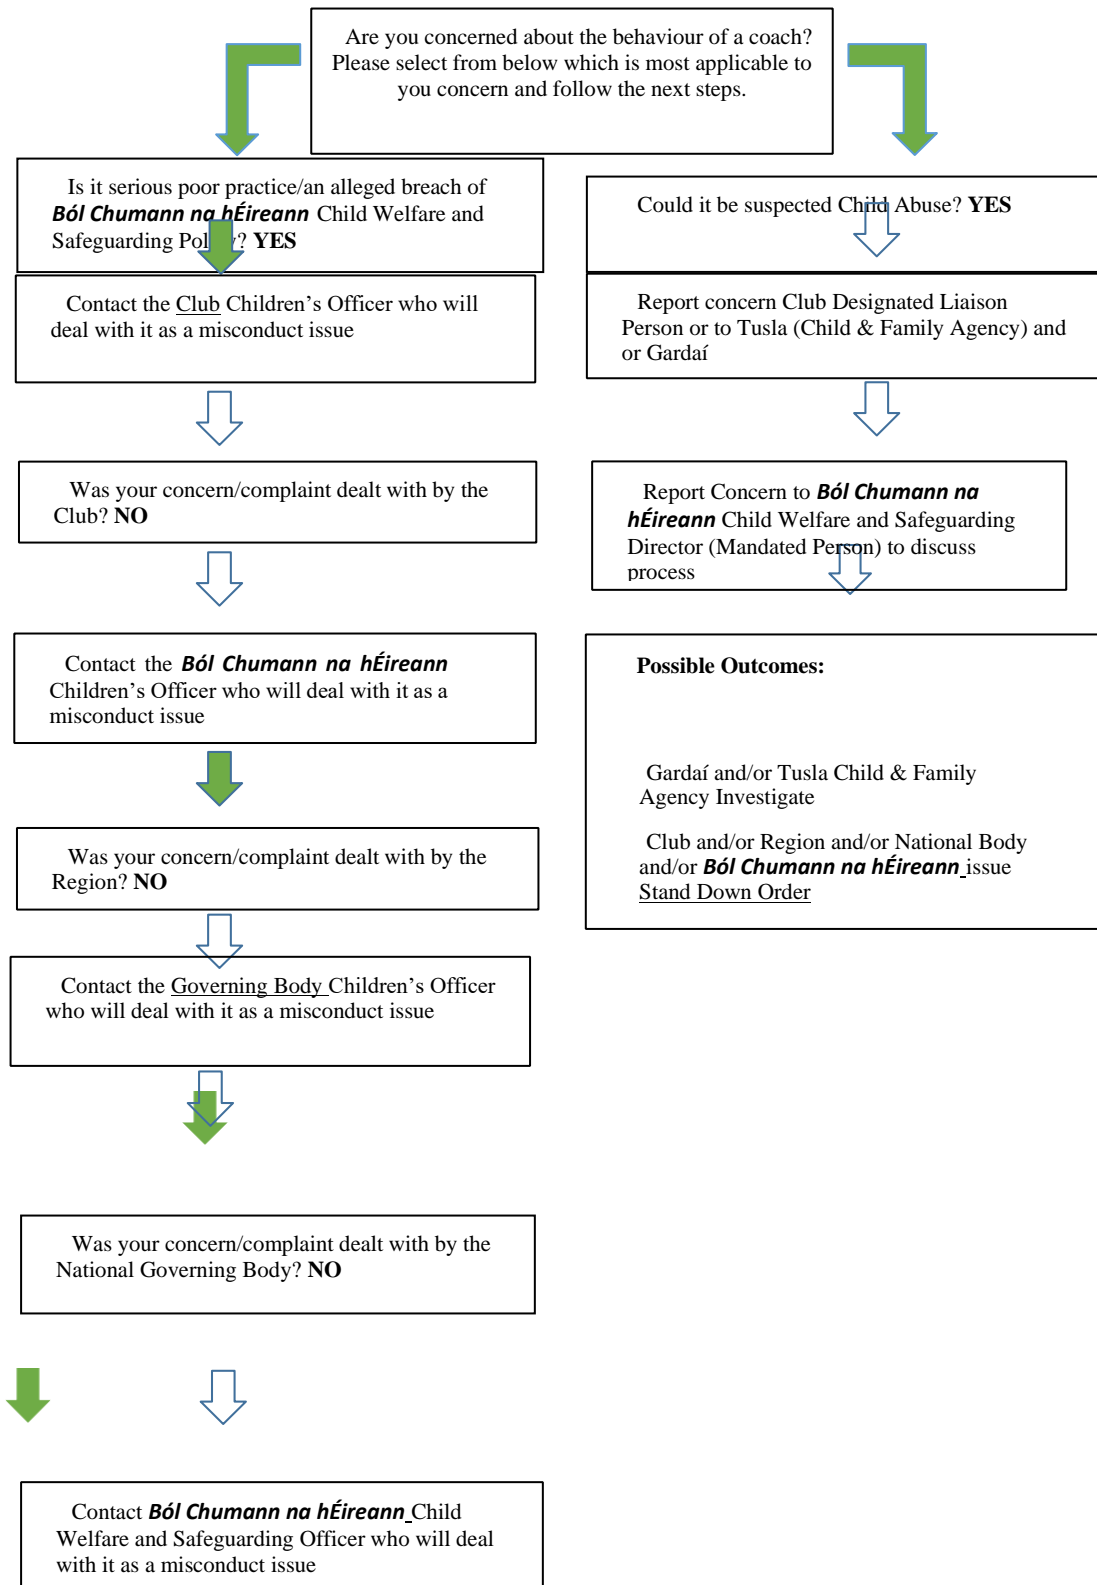 Are you concerned about the behaviour of a coach?
Please select from below which is most applicable to
you concern and follow the next steps.
Is it serious poor practice/an alleged breach of
Ból Chumann na hÉireann Child Welfare and
Safeguarding Policy? YES
Contact the Club Children's Officer who will
deal with it as a misconduct issue
Was your concern/complaint dealt with by the
Club? NO
Contact the Ból Chumann na hÉireann
Children's Officer who will deal with it as a
misconduct issue
Was your concern/complaint dealt with by the
Region? NO
Contact the Governing Body Children's Officer
who will deal with it as a misconduct issue
Was your concern/complaint dealt with by the
National Governing Body? NO
Contact Ból Chumann na hÉireann Child
Welfare and Safeguarding Officer who will deal
with it as a misconduct issue
Could it be suspected Child Abuse? YES
Report concern Club Designated Liaison
Person or to Tusla (Child & Family Agency) and
or Gardaí
Report Concern to Ból Chumann na
hÉireann Child Welfare and Safeguarding
Director (Mandated Person) to discuss
process
Possible Outcomes:
Gardaí and/or Tusla Child & Family
Agency Investigate
Club and/or Region and/or National Body
and/or Ból Chumann na hÉireann issue
Stand Down Order